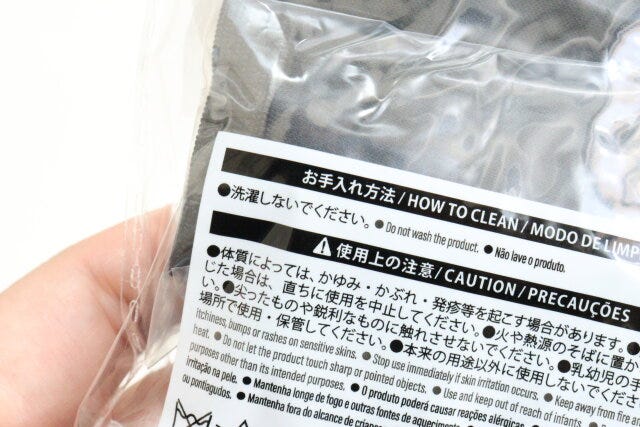 お手入れ方法 / HOW TO CLEAN / MODO DE LIMP
●洗濯しないでください。 ● Do not wash the product. ● Não lave o produto.
⚠ 使用上の注意 / CAUTION / PRECAUÇÕES
●体質によっては、かゆみ・かぶれ・発疹等を起こす場合があります。●
じた場合は、直ちに使用を中止してください。●火や熱源のそばに置か
い。●尖ったものや鋭利なものに触れさせないでください。●乳幼児の
場所で使用・保管してください。●本来の用途以外に使用しないでくだ
itchiness, bumps or rashes on sensitive skins. ● Stop use immediately if skin irritation occurs. ● Keep away from fire an
heat. ● Do not let the product touch sharp or pointed objects. ● Use and keep out of reach of infants. ● Do not use
purposes other than its intended purposes. ● O produto poderá causar reações alérgicas.
irritação na pele. ● Mantenha longe de fogo e outras fontes de aquecimento.
ou pontiagudos. ● Mantenha fora do alcance de crian